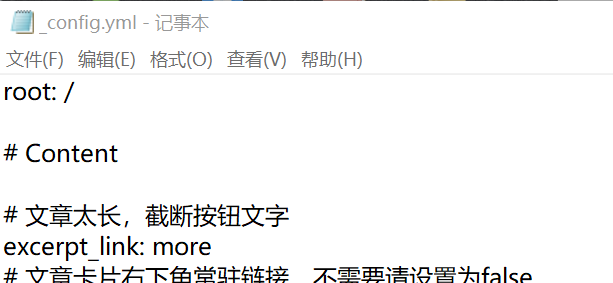 _config.yml - 记事本
文件(F) 编辑(E) 格式(O) 查看(V) 帮助(H)
root: /
# Content
# 文章太长，截断按钮文字
excerpt_link: more
# 文章卡片右下角常驻链接，不需要请设置为false